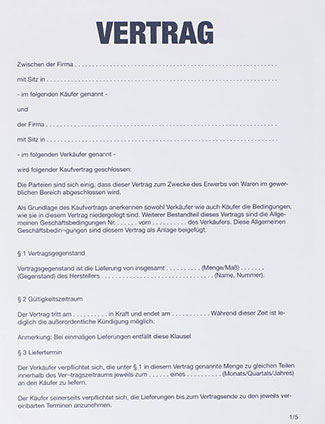 VERTRAG
Zwischen der Firma . . . . . . . . . . . . . . . . . . . . . . . . . . . . . . . . . . . . . . . . . . . . . . . . . .
mit Sitz in . . . . . . . . . . . . . . . . . . . . . . . . . . . . . . . . . . . . . . . . . . . . . . . . . . . . . . . . .
- im folgenden Käufer genannt -
und
der Firma . . . . . . . . . . . . . . . . . . . . . . . . . . . . . . . . . . . . . . . . . . . . . . . . . . . . . . . . .
mit Sitz in . . . . . . . . . . . . . . . . . . . . . . . . . . . . . . . . . . . . . . . . . . . . . . . . . . . . . . . . .
- im folgenden Verkäufer genannt -
wird folgender Kaufvertrag geschlossen:
Die Parteien sind sich einig, dass dieser Vertrag zum Zwecke des Erwerbs von Waren im gewer-
blichen Bereich abgeschlossen wird.
Als Grundlage des Kaufvertrags anerkennen sowohl Verkäufer wie auch Käufer die Bedingungen,
wie sie in diesem Vertrag niedergelegt sind. Weiterer Bestandteil dieses Vertrags sind die Allge-
meinen Geschäftsbedingungen Nr. . . . . . . . vom . . . . . . . . . . des Verkäufers. Diese Allgemeinen
Geschäftsbedin-gungen sind diesem Vertrag als Anlage beigefügt.
§ 1 Vertragsgegenstand
Vertragsgegenstand ist die Lieferung von insgesamt . . . . . . . . . . (Menge/Maß) . . . . . . .
(Gegenstand) des Herstellers . . . . . . . . . . . . . . . . . . . . . . . . . . . . . (Name, Nummer).
§ 2 Gültigkeitszeitraum
Der Vertrag tritt am . . . . . . . . . . in Kraft und endet am . . . . . . . . . . . Während dieser Zeit ist le-
diglich die außerordentliche Kündigung möglich.
Anmerkung: Bei einmaligen Lieferungen entfällt diese Klausel
§ 3 Liefertermin
Der Verkäufer verpflichtet sich, die unter § 1 in diesem Vertrag genannte Menge zu gleichen Teilen
innerhalb des Ver-tragszeitraums jeweils zum . . . . . . eines . . . . . . . . . . (Monats/Quartals/Jahres)
an den Käufer zu liefern.
Der Käufer seinerseits verpflichtet sich, die Lieferungen bis zum Vertragsende zu den jeweils ver-
einbarten Terminen anzunehmen.
1/5